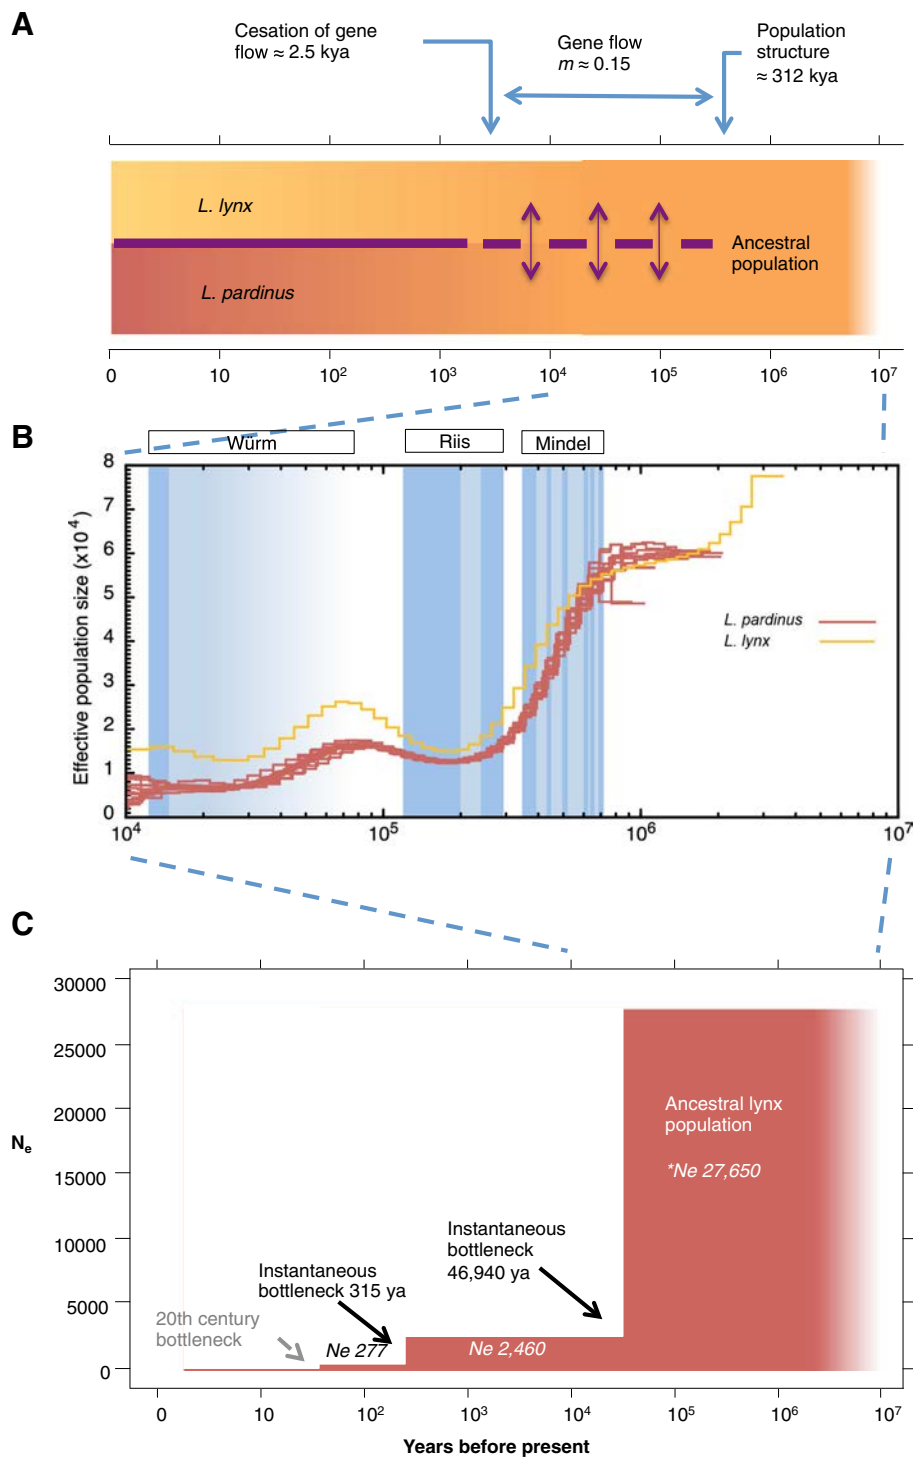 A
Cesation of gene
flow ≈ 2.5 kya
Gene flow
m ≈ 0.15
Population
structure
≈ 312 kya
L. lynx
L. pardinus
Ancestral
population
0 10 10² 10³ 10⁴ 10⁵ 10⁶ 10⁷
B
Würm
Riis
Mindel
Effective population size (x10⁻⁴)
8
7
6
5
4
3
2
1
0
L. pardinus
L. lynx
10⁴ 10⁵ 10⁶ 10⁷
C
Nₑ
30000
25000
20000
15000
10000
5000
0
Ancestral lynx
population
*Ne 27,650
Instantaneous
bottleneck
46,940 ya
Instantaneous
bottleneck 315 ya
20th century
bottleneck
Ne 277
Ne 2,460
0 10 10² 10³ 10⁴ 10⁵ 10⁶ 10⁷
Years before present